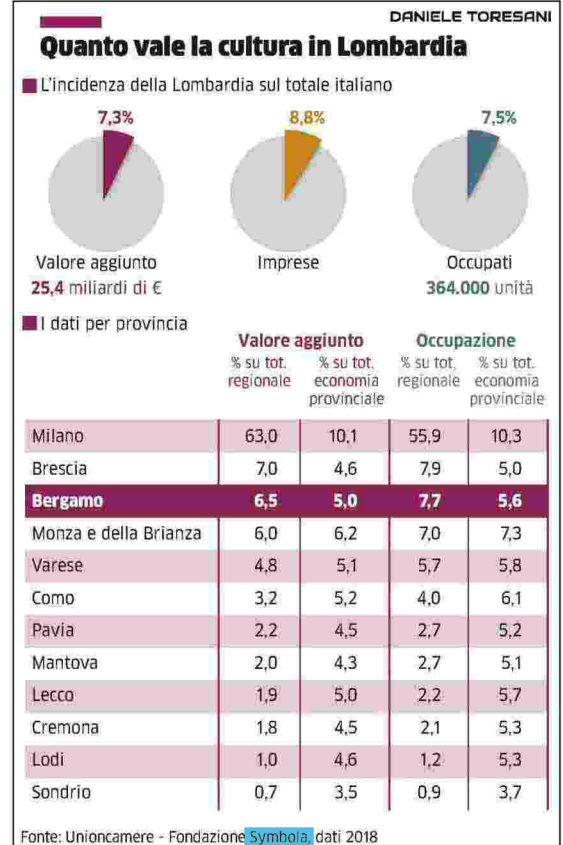 DANIELE TORESANI
Quanto vale la cultura in Lombardia
L'incidenza della Lombardia sul totale italiano
7,3% 8,8% 7,5%
Valore aggiunto Imprese Occupati
25,4 miliardi di € 364.000 unità
I dati per provincia
Valore aggiunto Occupazione
% su tot. % su tot. % su tot. % su tot.
regionale economia regionale economia
provinciale provinciale
Milano 63,0 10,1 55,9 10,3
Brescia 7,0 4,6 7,9 5,0
Bergamo 6,5 5,0 7,7 5,6
Monza e della Brianza 6,0 6,2 7,0 7,3
Varese 4,8 5,1 5,7 5,8
Como 3,2 5,2 4,0 6,1
Pavia 2,2 4,5 2,7 5,2
Mantova 2,0 4,3 2,7 5,1
Lecco 1,9 5,0 2,2 5,7
Cremona 1,8 4,5 2,1 5,3
Lodi 1,0 4,6 1,2 5,3
Sondrio 0,7 3,5 0,9 3,7
Fonte: Unioncamere - Fondazione Symbola, dati 2018